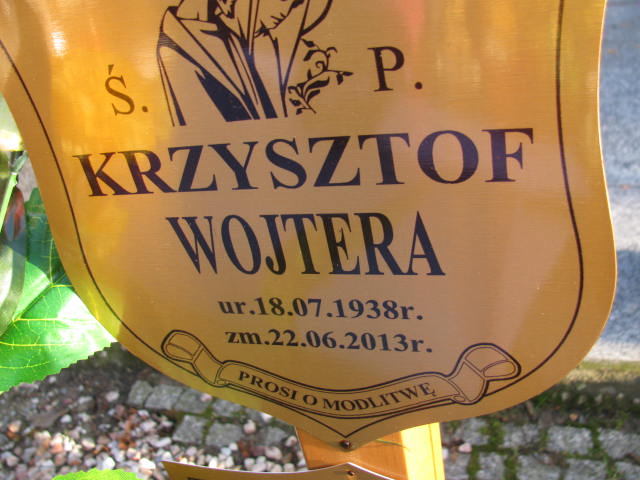 Ś. P.
KRZYSZTOF
WOJTERA
ur.18.07.1938r.
zm.22.06.2013r.
PROSI O MODLITWĘ